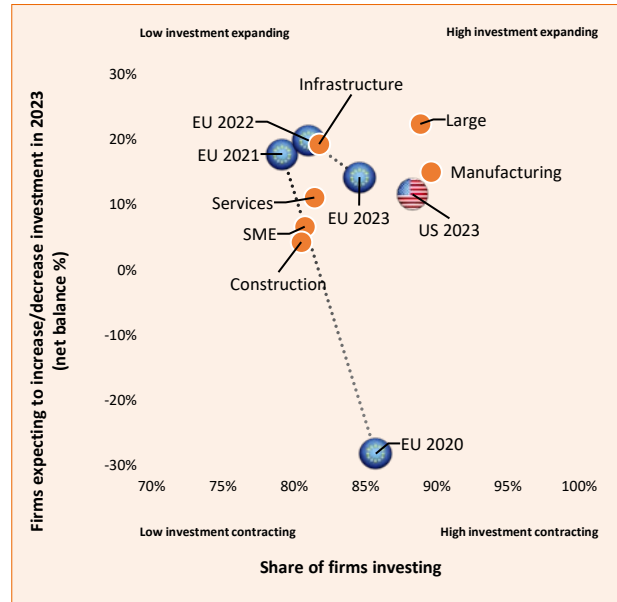 Low investment expanding
High investment expanding
Firms expecting to increase/decrease investment in 2023
(net balance %)
30%
20%
10%
0%
-10%
-20%
-30%
Infrastructure
Large
EU 2022
EU 2021
Manufacturing
Services
EU 2023
US 2023
SME
Construction
EU 2020
70%
75%
80%
85%
90%
95%
100%
Low investment contracting
High investment contracting
Share of firms investing